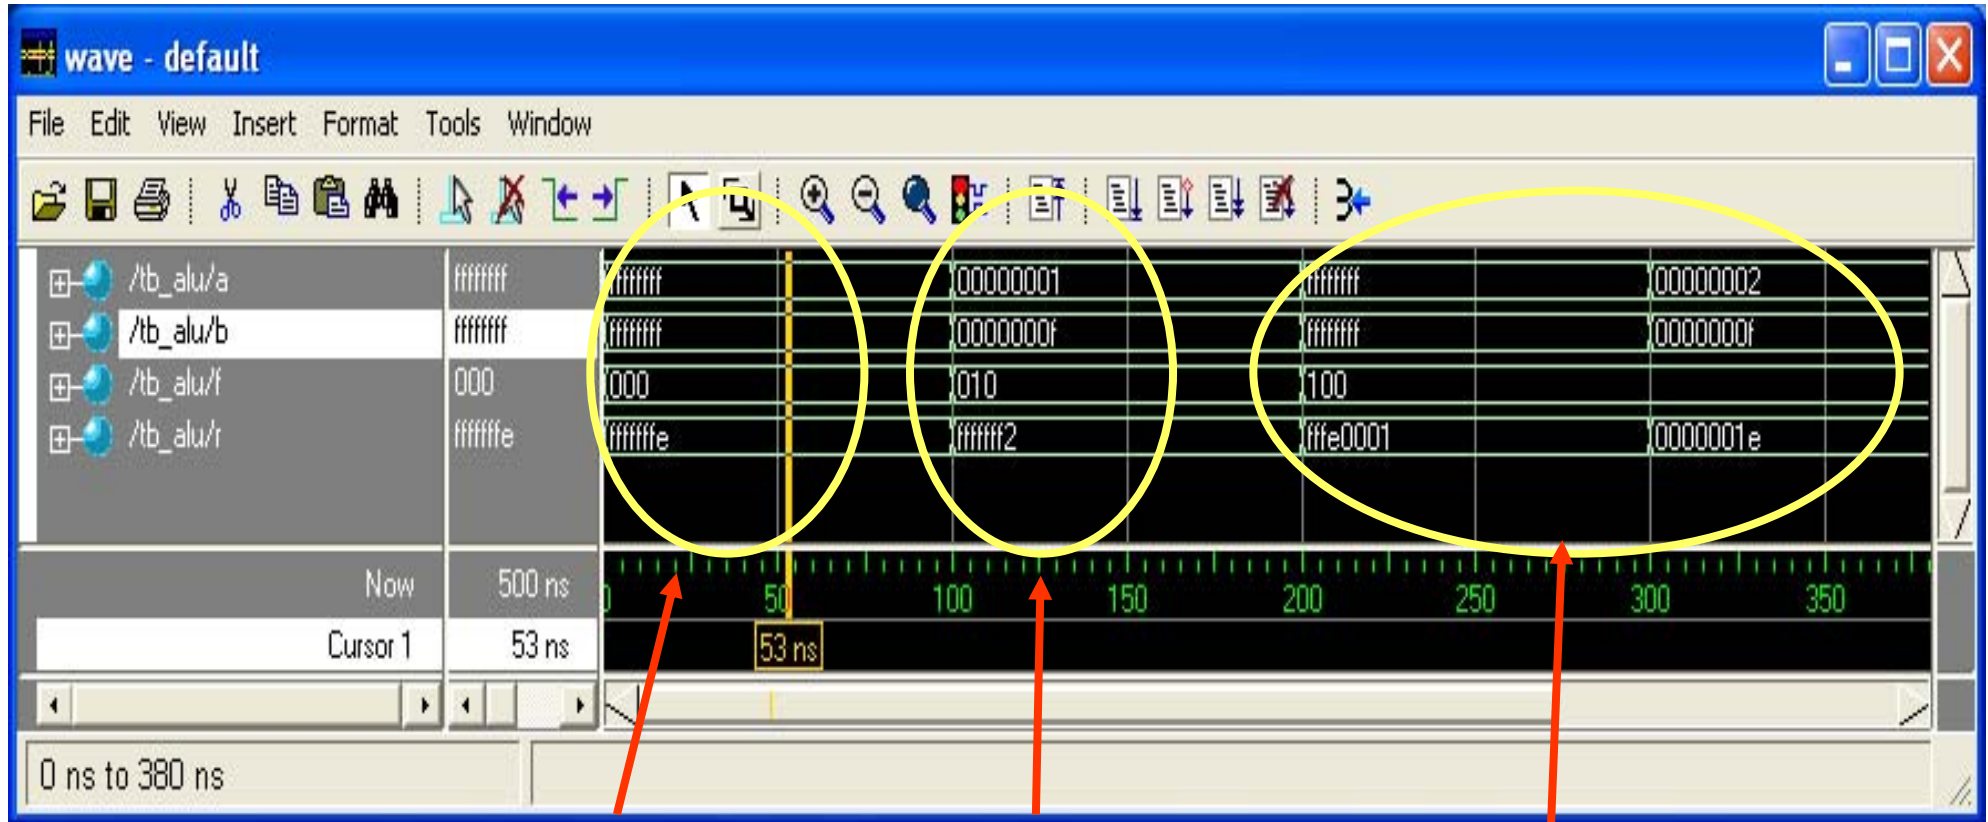 wave - default
File Edit View Insert Format Tools Window
/tb_alu/a ffffffff ffffffff 00000001 ffffffff 00000002
/tb_alu/b ffffffff ffffffff 0000000f ffffffff 0000000f
/tb_alu/f 000 000 010 100
/tb_alu/r fffffffe fffffffe fffffff2 fffe0001 0000001e
Now 500 ns 0 50 100 150 200 250 300 350
Cursor 1 53 ns 53 ns
0 ns to 380 ns